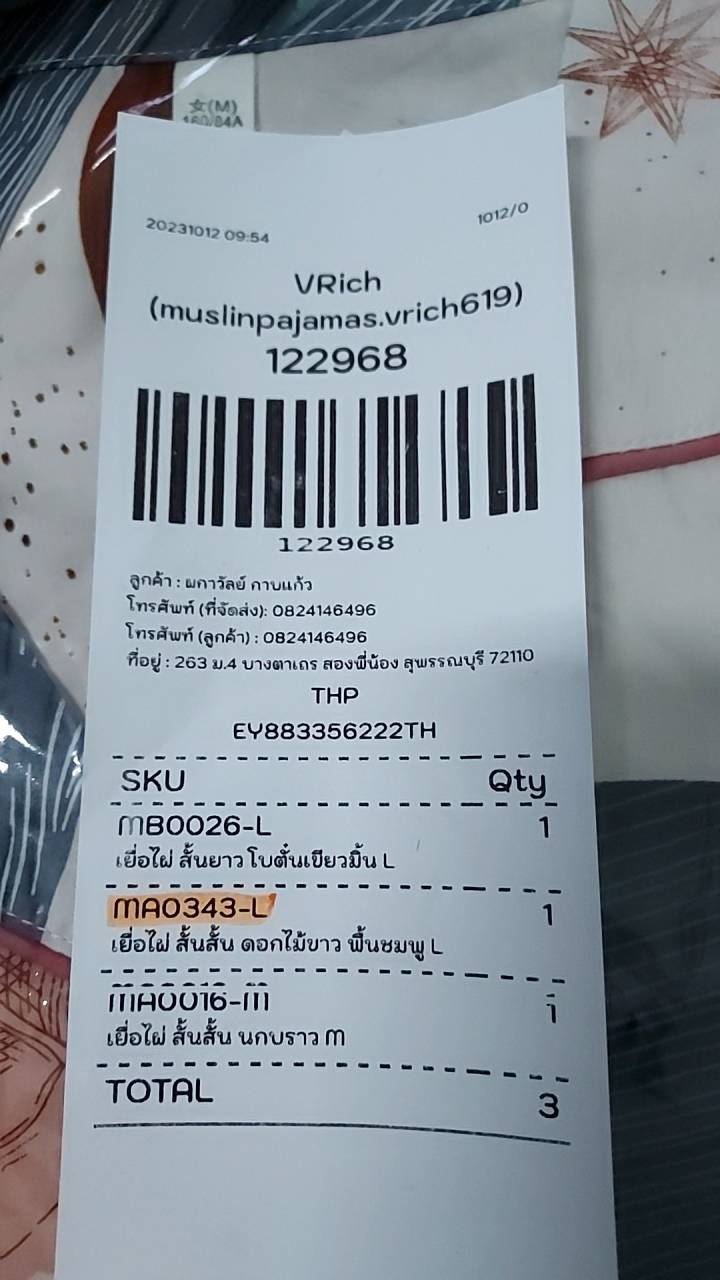 女(M)
160/84A
20231012 09:54
1012/0
VRich
(muslinpajamas.vrich619)
122968
122968
ลูกค้า : ผกาวัลย์ กาบแก้ว
โทรศัพท์ (ที่จัดส่ง): 0824146496
โทรศัพท์ (ลูกค้า) : 0824146496
ที่อยู่ : 263 ม.4 บางตาเถร สองพี่น้อง สุพรรณบุรี 72110
THP
EY883356222TH
SKU Qty
MB0026-L 1
เยื่อไผ่ สั้นยาว โบตั๋นเขียวมิ้น L
MA0343-L 1
เยื่อไผ่ สั้นสั้น ดอกไม้ขาว พื้นชมพู L
MA0016-M 1
เยื่อไผ่ สั้นสั้น นกบราว M
TOTAL 3